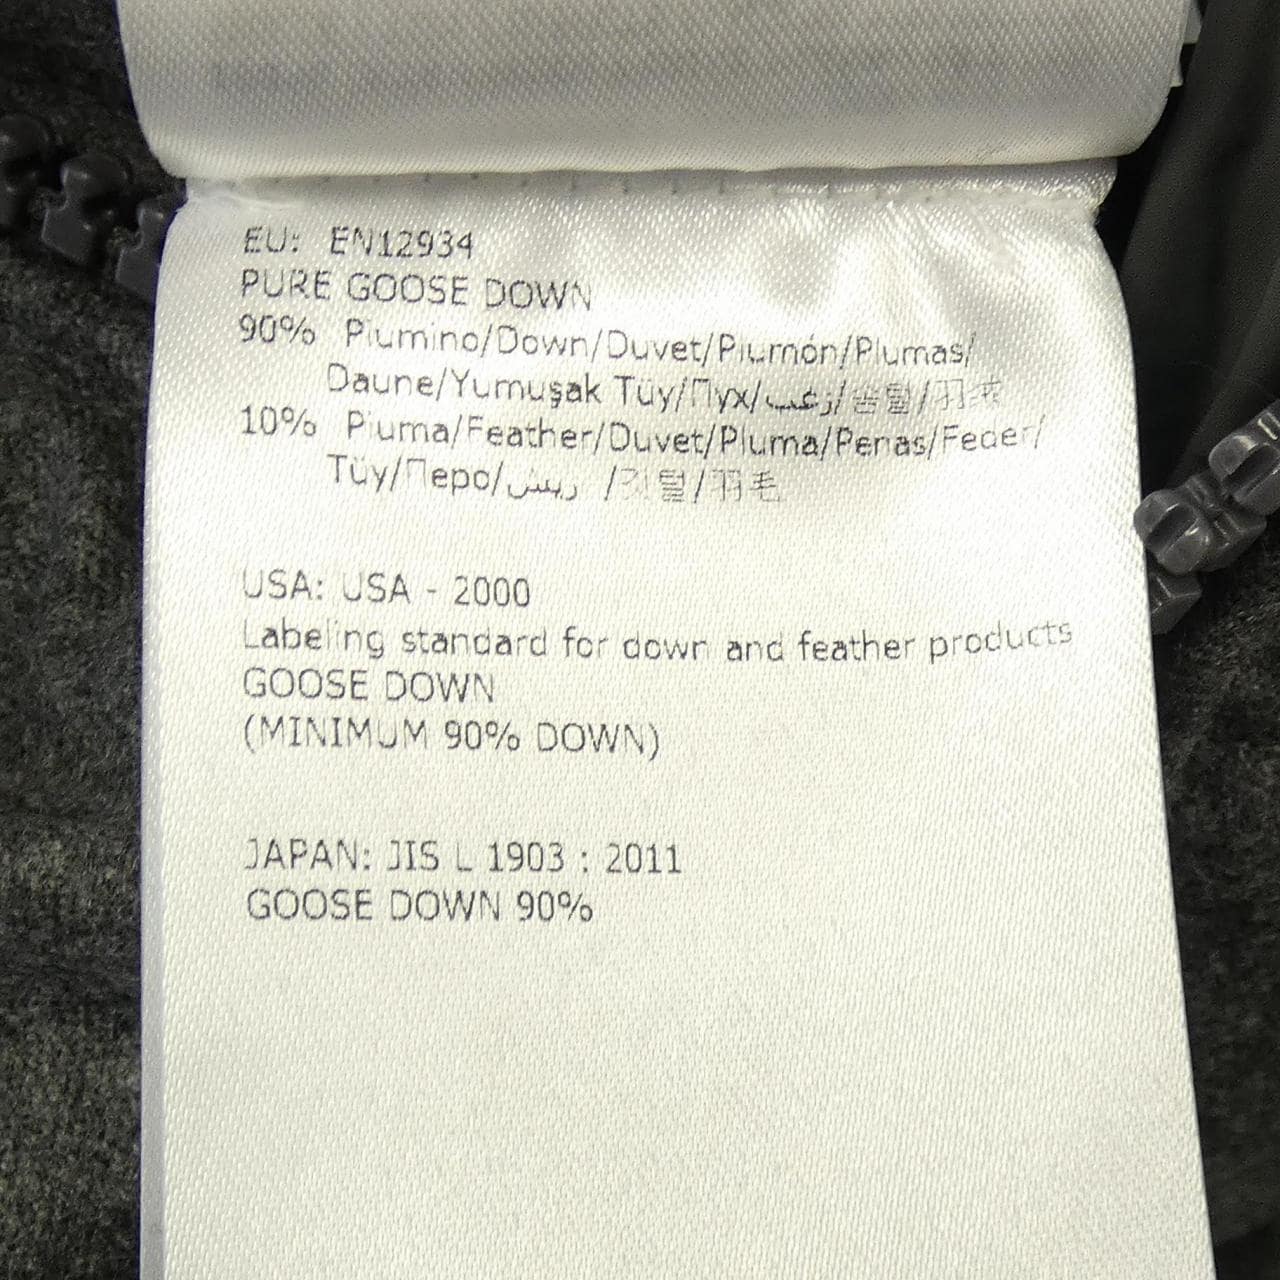 EU: EN12934
PURE GOOSE DOWN
90% Piumino/Down/Duvet/Plumón/Plumas/
Daune/Yumuşak Tüy/Пух/زغب/솜털/羽绒
10% Piuma/Feather/Duvet/Pluma/Penas/Feder/
Tüy/Перо/ريش /깃털/羽毛
USA: USA - 2000
Labeling standard for down and feather products
GOOSE DOWN
(MINIMUM 90% DOWN)
JAPAN: JIS L 1903 : 2011
GOOSE DOWN 90%